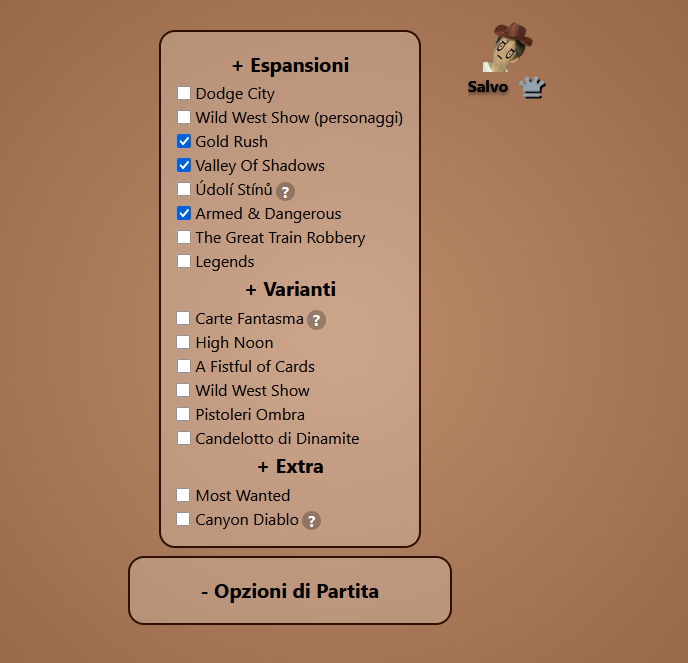 + Espansioni
Dodge City
Wild West Show (personaggi)
Gold Rush
Valley Of Shadows
Údolí Stínů ?
Armed & Dangerous
The Great Train Robbery
Legends
+ Varianti
Carte Fantasma ?
High Noon
A Fistful of Cards
Wild West Show
Pistoleri Ombra
Candelotto di Dinamite
+ Extra
Most Wanted
Canyon Diablo ?
- Opzioni di Partita
Salvo